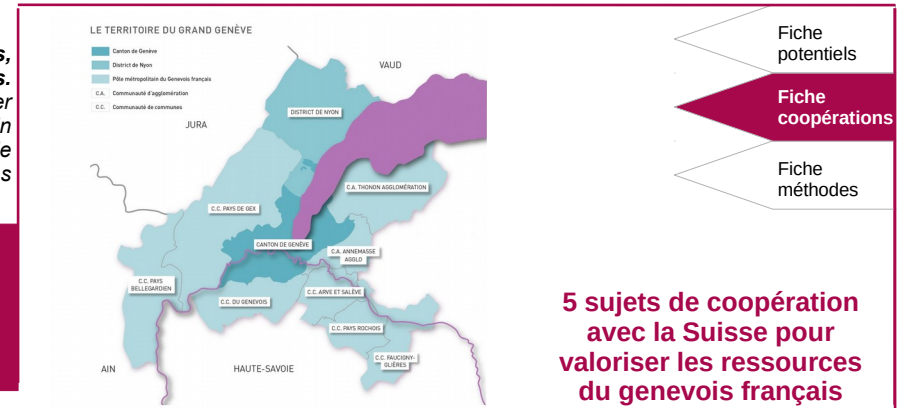 s,
s.
er
in
e
s
LE TERRITOIRE DU GRAND GENÈVE
Canton de Genève
District de Nyon
Pôle métropolitain du Genevois français
C.A. Communauté d'agglomération
C.C. Communauté de communes
VAUD
DISTRICT DE NYON
JURA
C.A. THONON AGGLOMÉRATION
C.C. PAYS DE GEX
CANTON DE GENÈVE
C.A. ANNEMASSE
AGGLO
C.C. PAYS
BELLEGARDIEN
C.C. DU GENEVOIS
C.C. ARVE ET SALÈVE
C.C. PAYS ROCHOIS
C.C. FAUCIGNY-
GLIÈRES
AIN
HAUTE-SAVOIE
Fiche
potentiels
Fiche
coopérations
Fiche
méthodes
5 sujets de coopération
avec la Suisse pour
valoriser les ressources
du genevois français